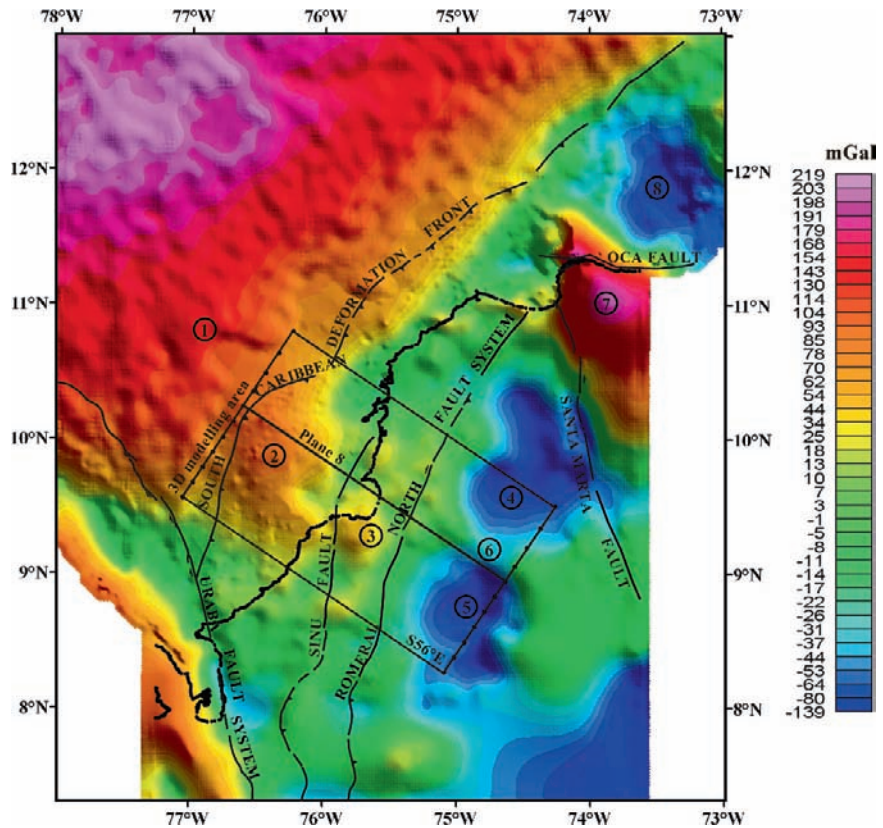 78°W 77°W 76°W 75°W 74°W 73°W
12°N
11°N
10°N
9°N
8°N
12°N
11°N
10°N
9°N
8°N
77°W 76°W 75°W 74°W 73°W
SOUTH CARIBBEAN DEFORMATION FRONT
OCA FAULT
SANTA MARTA FAULT
ROMERAL NORTH FAULT SYSTEM
SINU FAULT
FAULT SYSTEM
3D modelling area
Plane 8
S56°E
1
2
3
4
5
6
7
8
mGal
219
203
198
191
179
168
154
143
130
114
104
93
85
78
70
62
54
44
34
25
18
13
10
7
3
-1
-5
-8
-11
-14
-17
-22
-26
-31
-37
-44
-53
-64
-80
-139